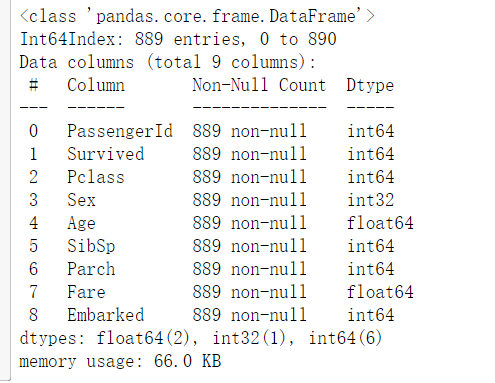 <class 'pandas.core.frame.DataFrame'>
Int64Index: 889 entries, 0 to 890
Data columns (total 9 columns):
 #   Column       Non-Null Count  Dtype
---  ------       --------------  -----
 0   PassengerId  889 non-null    int64
 1   Survived     889 non-null    int64
 2   Pclass       889 non-null    int64
 3   Sex          889 non-null    int32
 4   Age          889 non-null    float64
 5   SibSp        889 non-null    int64
 6   Parch        889 non-null    int64
 7   Fare         889 non-null    float64
 8   Embarked     889 non-null    int64
dtypes: float64(2), int32(1), int64(6)
memory usage: 66.0 KB